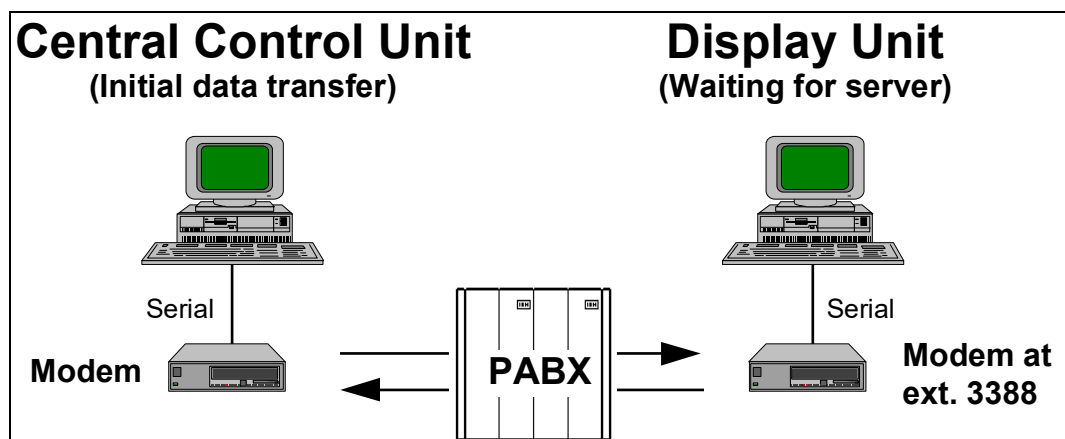 Central Control Unit
(Initial data transfer)
Display Unit
(Waiting for server)
Serial
Serial
Modem
PABX
Modem at
ext. 3388